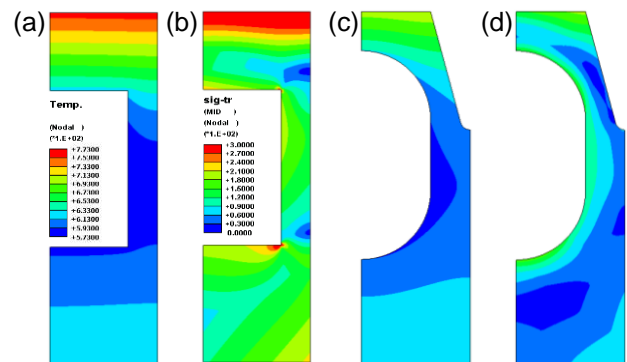 (a)
(b)
(c)
(d)
Temp.
(Nodal )
(*1.E+02)
+7.7300
+7.5300
+7.3300
+7.1300
+6.9300
+6.7300
+6.5300
+6.3300
+6.1300
+5.9300
+5.7300
sig-tr
(MID )
(Nodal )
(*1.E+02)
+3.0000
+2.7000
+2.4000
+2.1000
+1.8000
+1.6000
+1.2000
+0.9000
+0.6000
+0.3000
0.0000